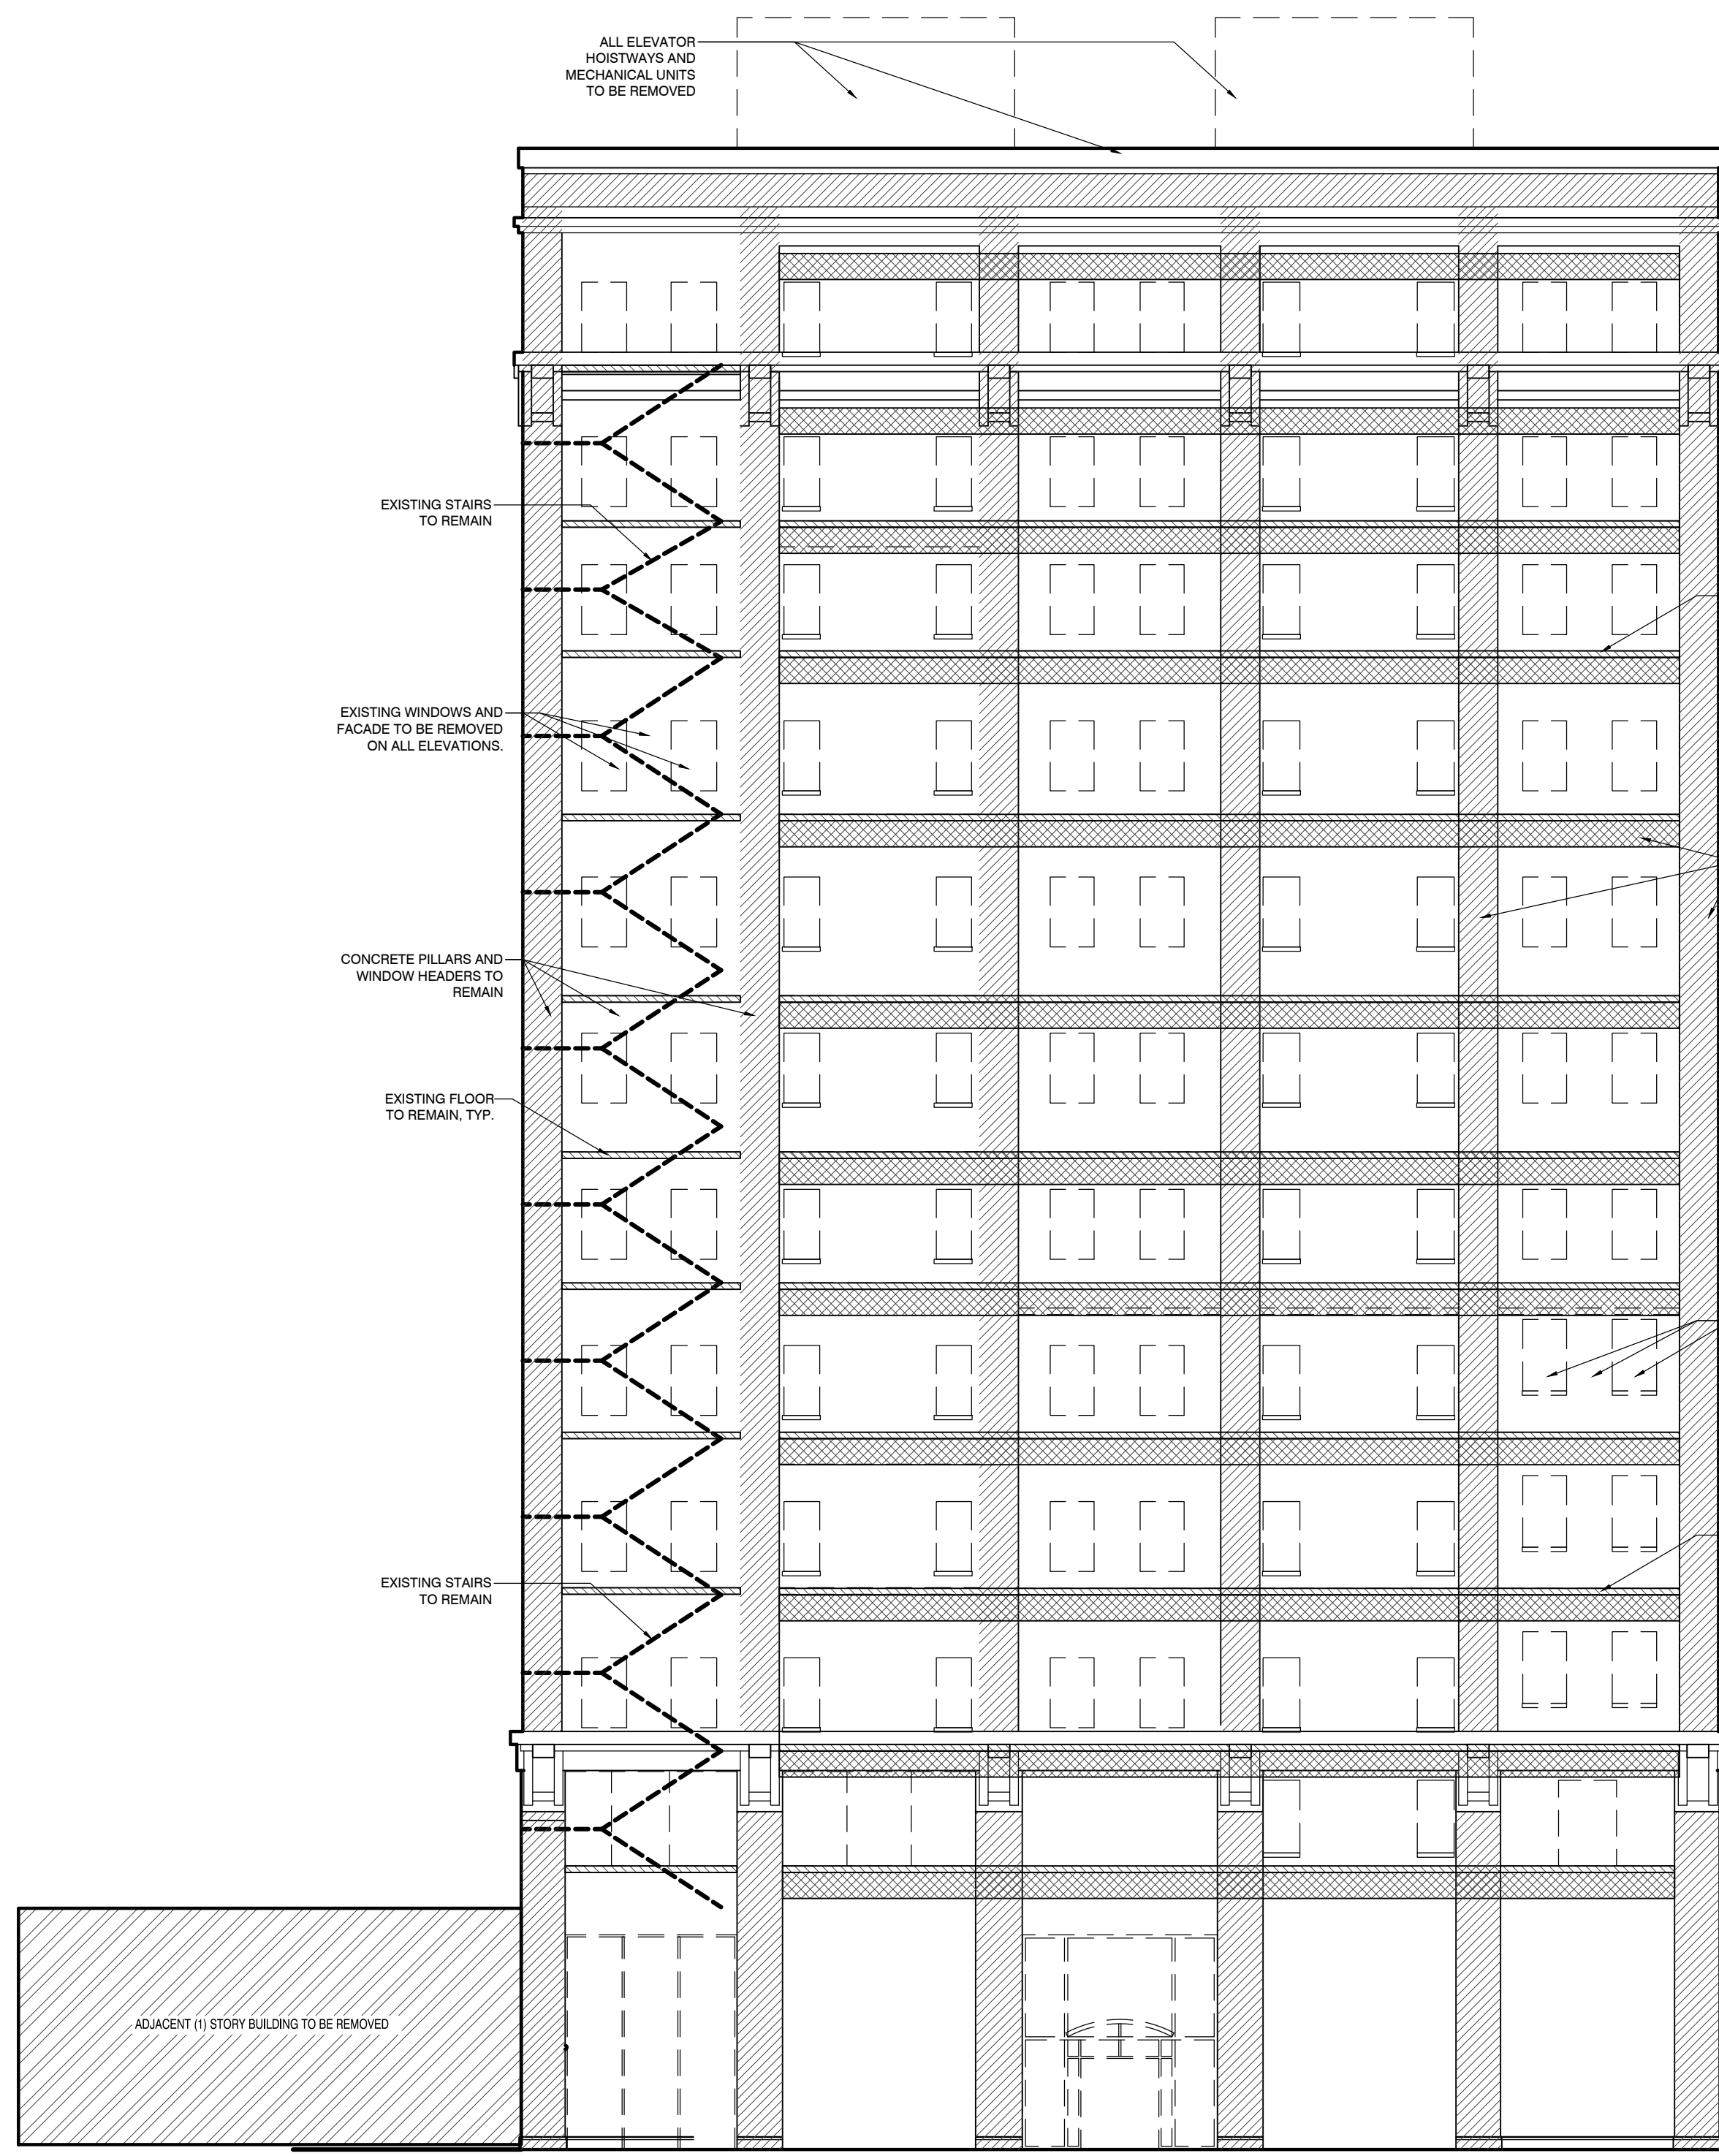 ALL ELEVATOR
HOISTWAYS AND
MECHANICAL UNITS
TO BE REMOVED
EXISTING STAIRS
TO REMAIN
EXISTING WINDOWS AND
FACADE TO BE REMOVED
ON ALL ELEVATIONS.
CONCRETE PILLARS AND
WINDOW HEADERS TO
REMAIN
EXISTING FLOOR
TO REMAIN, TYP.
EXISTING STAIRS
TO REMAIN
ADJACENT (1) STORY BUILDING TO BE REMOVED